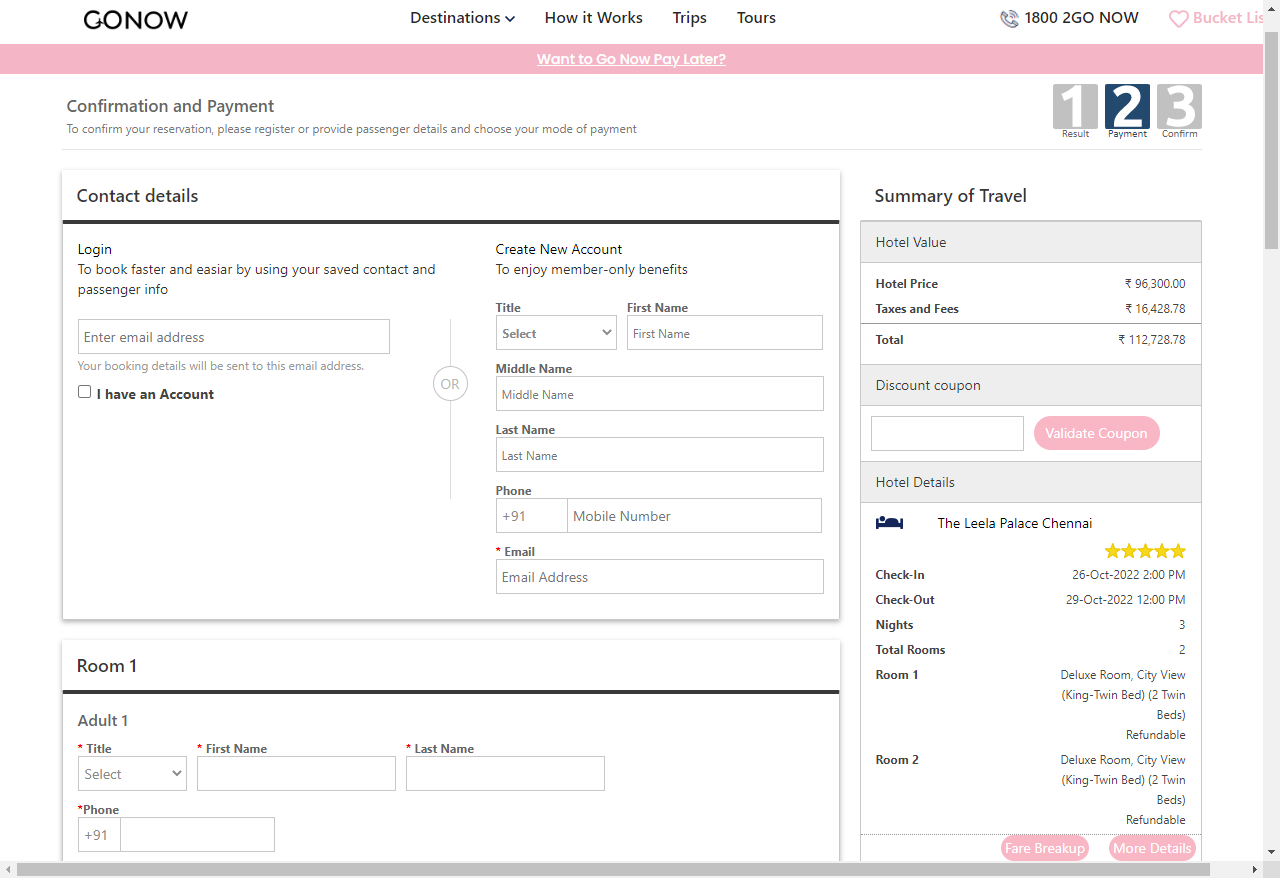 GONOW
Destinations
How it Works
Trips
Tours
1800 2GO NOW
Bucket Lis
Want to Go Now Pay Later?
Confirmation and Payment
To confirm your reservation, please register or provide passenger details and choose your mode of payment
1 2 3
Result Payment Confirm
Contact details
Login
To book faster and easiar by using your saved contact and
passenger info
Enter email address
Your booking details will be sent to this email address.
I have an Account
OR
Create New Account
To enjoy member-only benefits
Title First Name
Select First Name
Middle Name
Middle Name
Last Name
Last Name
Phone
+91 Mobile Number
* Email
Email Address
Room 1
Adult 1
* Title * First Name * Last Name
Select
*Phone
+91
Summary of Travel
Hotel Value
Hotel Price ₹ 96,300.00
Taxes and Fees ₹ 16,428.78
Total ₹ 112,728.78
Discount coupon
Validate Coupon
Hotel Details
The Leela Palace Chennai
Check-In 26-Oct-2022 2:00 PM
Check-Out 29-Oct-2022 12:00 PM
Nights 3
Total Rooms 2
Room 1 Deluxe Room, City View
(King-Twin Bed) (2 Twin
Beds)
Refundable
Room 2 Deluxe Room, City View
(King-Twin Bed) (2 Twin
Beds)
Refundable
Fare Breakup More Details